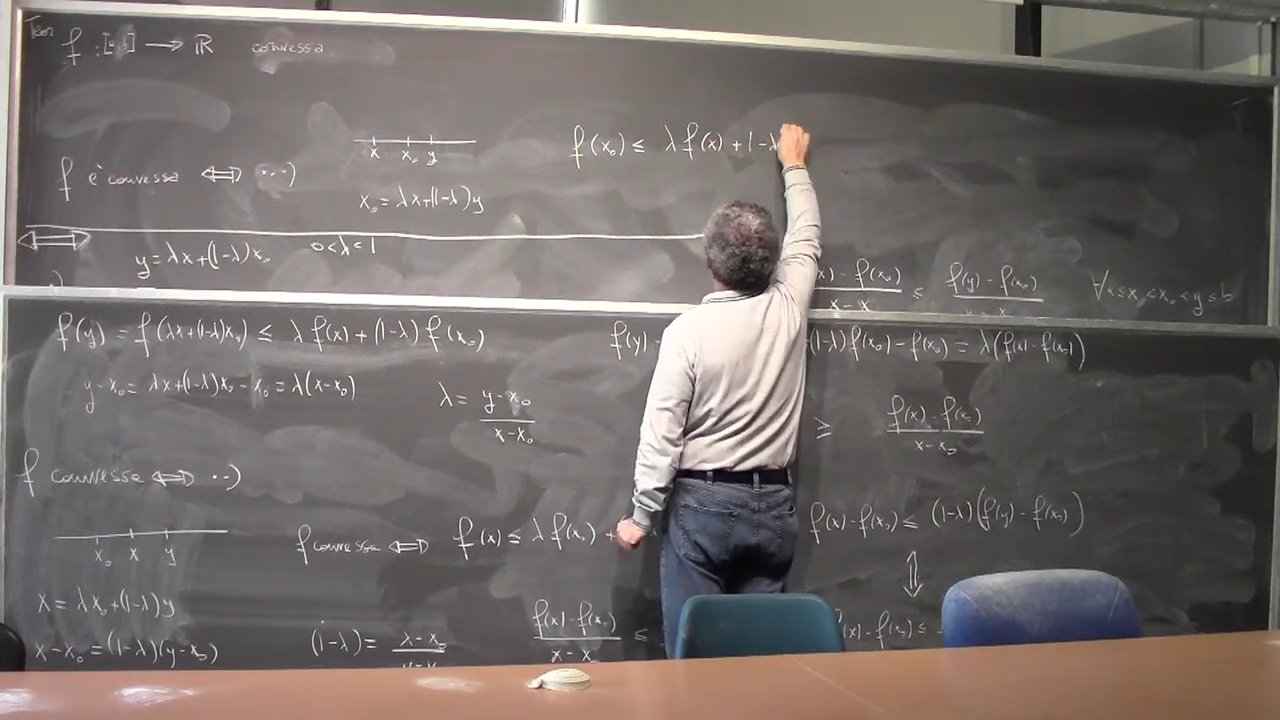 Teor f : [a,b] → ℝ convessa
x x₀ y
f(x₀) ≤ λ f(x) + 1-λ
f è convessa ⇔ ···)
x₀ = λx+(1-λ)y
⇔ y = λx+(1-λ)x₀ 0<λ<1
x) - f(x₀) / x - x ≤ f(y) - f(x₀)
f(y) = f(λx+(1-λ)x₀) ≤ λ f(x) + (1-λ) f(x₀)
f(y) - (1-λ)f(x₀) - f(x₀) = λ(f(x) - f(x₀))
y-x₀ = λx+(1-λ)x₀ - x₀ = λ(x-x₀)
λ = y-x₀ / x-x₀
≥ f(x) - f(x₀) / x-x₀
f convessa ⇔ ··)
x₀ x y
f convessa ⇔ f(x) ≤ λ f(x₀) +
f(x) - f(x₀) ≤ (1-λ)(f(y) - f(x₀))
⇕
x = λx₀+(1-λ)y
x-x₀ = (1-λ)(y-x₀)
(1-λ) = x-x₀
f(x) - f(x₀) / x-x₀ ≤
f(x) - f(x₀) ≤